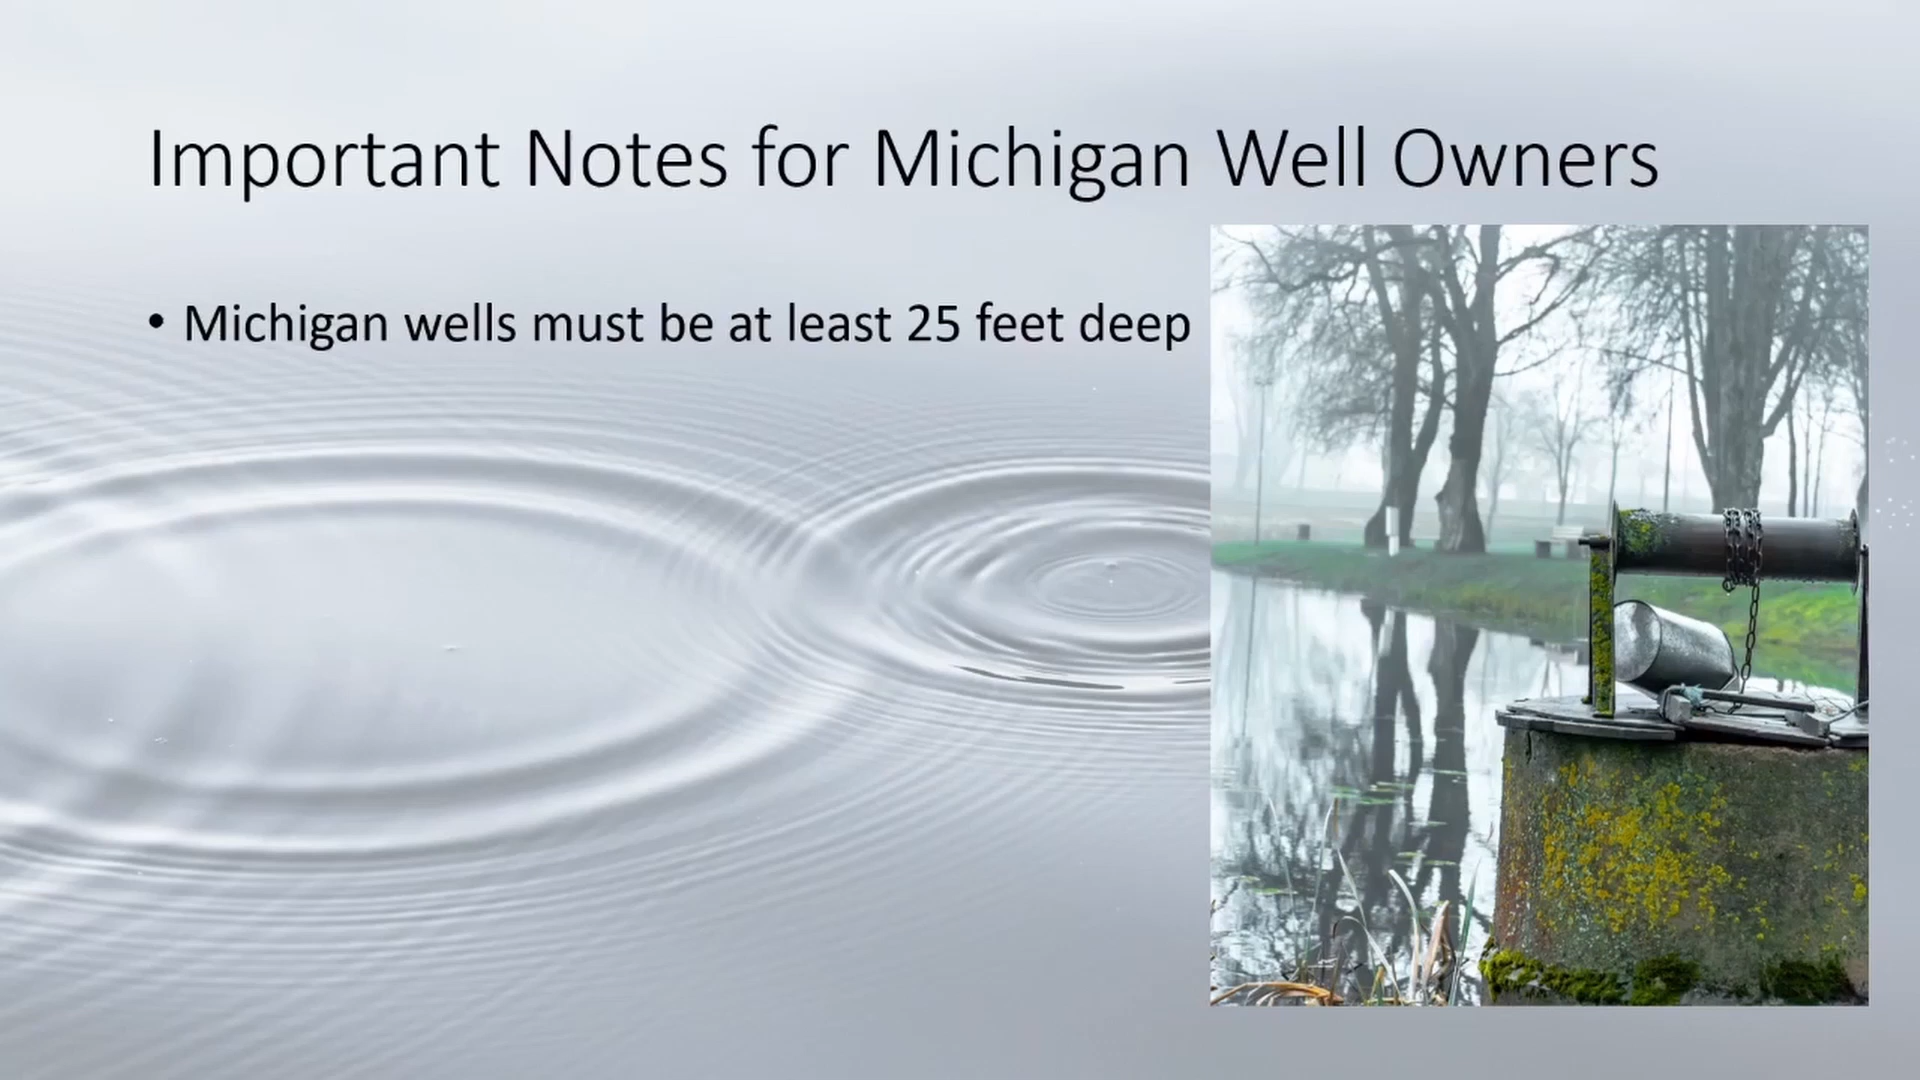 Important Notes for Michigan Well Owners
• Michigan wells must be at least 25 feet deep